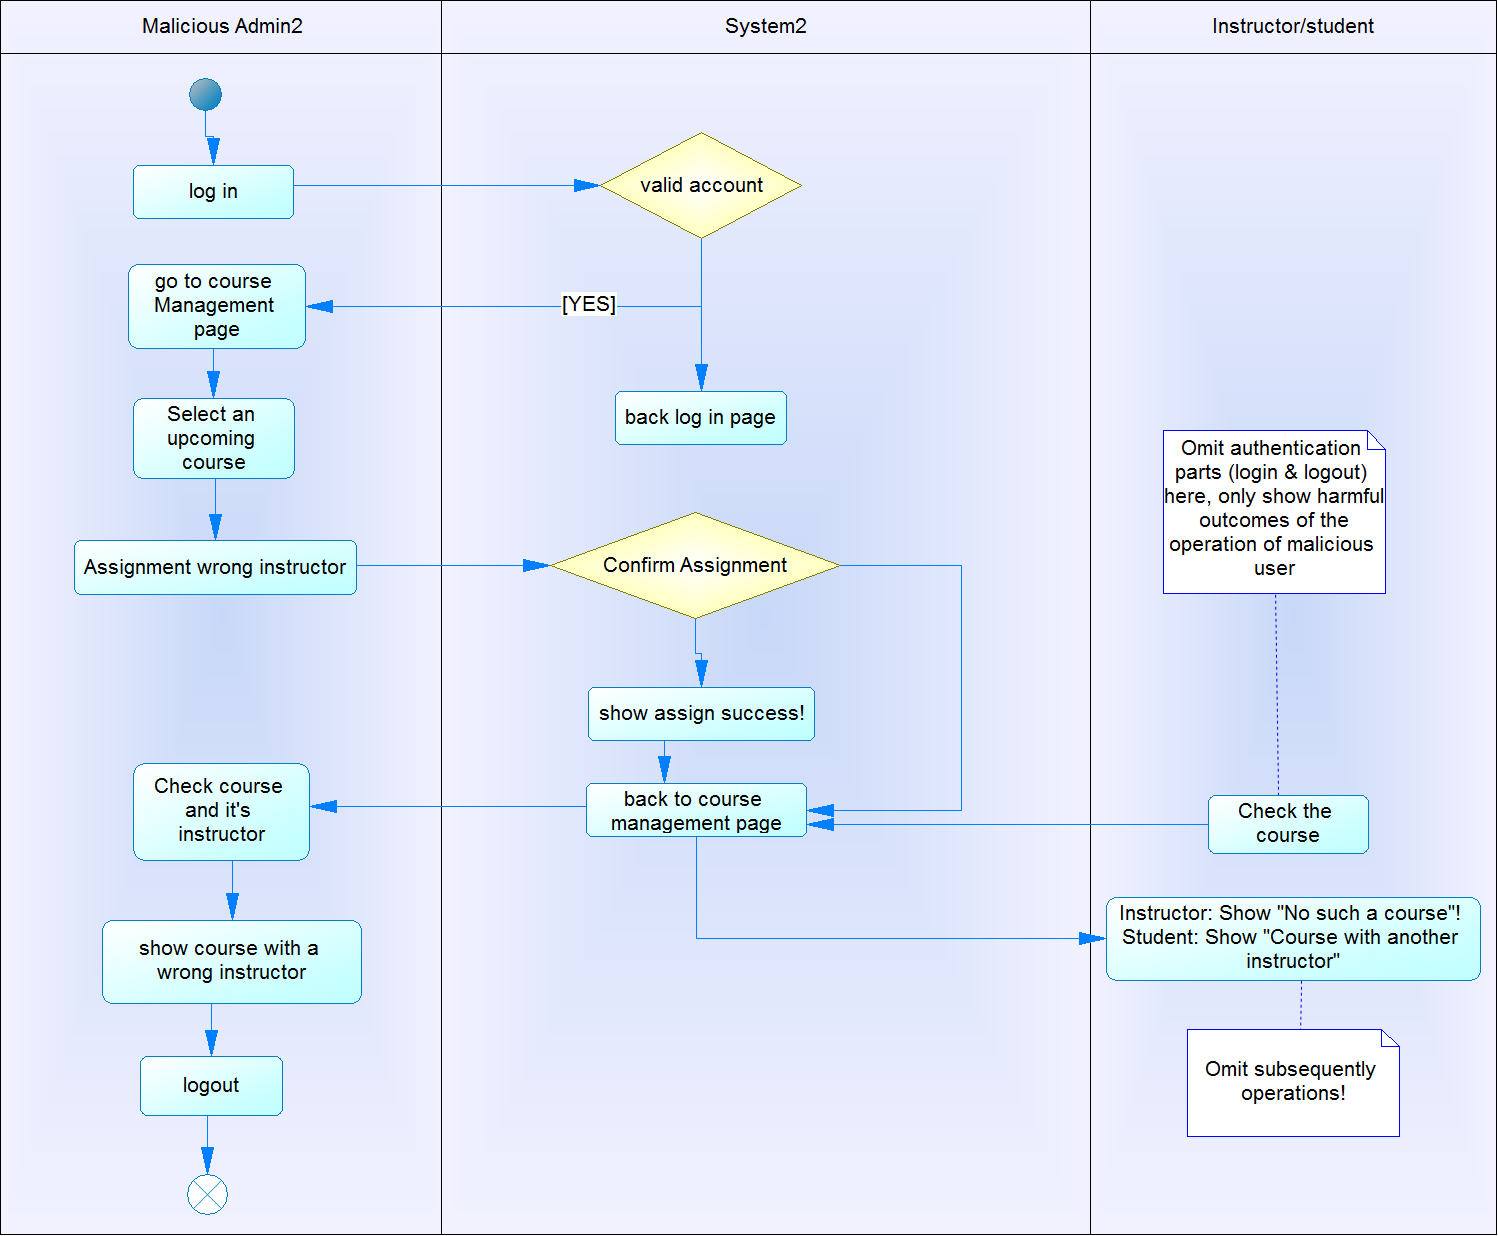 Malicious Admin2
System2
Instructor/student
log in
valid account
go to course
Management
page
[YES]
Select an
upcoming
course
back log in page
Omit authentication
parts (login & logout)
here, only show harmful
outcomes of the
operation of malicious
user
Assignment wrong instructor
Confirm Assignment
show assign success!
Check course
and it's
instructor
back to course
management page
Check the
course
show course with a
wrong instructor
Instructor: Show "No such a course"!
Student: Show "Course with another
instructor"
logout
Omit subsequently
operations!